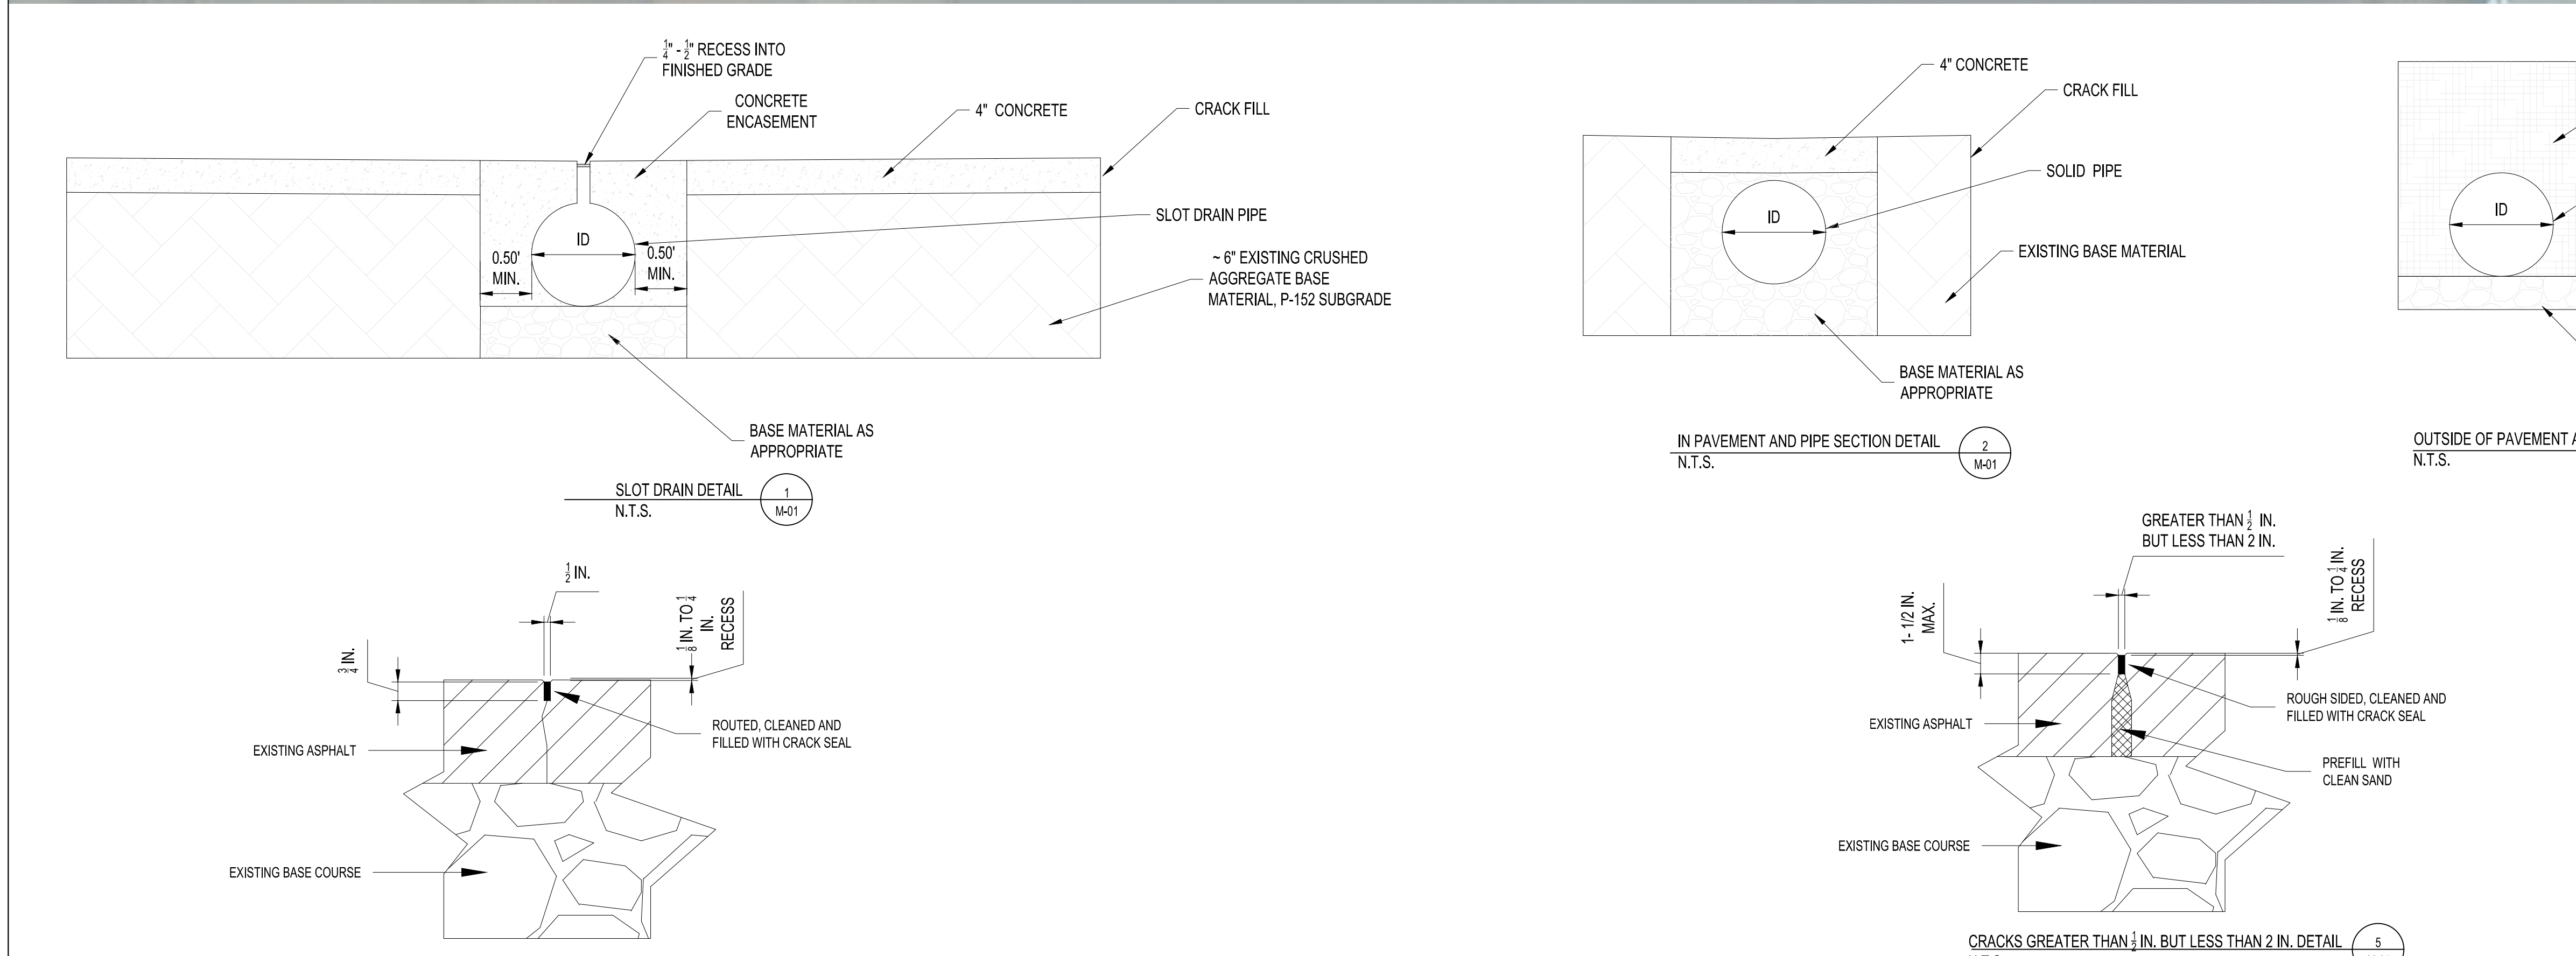 1/4" - 1/2" RECESS INTO
FINISHED GRADE
CONCRETE
ENCASEMENT
4" CONCRETE
CRACK FILL
SLOT DRAIN PIPE
ID
0.50'
MIN.
0.50'
MIN.
~ 6" EXISTING CRUSHED
AGGREGATE BASE
MATERIAL, P-152 SUBGRADE
BASE MATERIAL AS
APPROPRIATE
SLOT DRAIN DETAIL
N.T.S.
1
M-01
4" CONCRETE
CRACK FILL
SOLID PIPE
ID
EXISTING BASE MATERIAL
BASE MATERIAL AS
APPROPRIATE
IN PAVEMENT AND PIPE SECTION DETAIL
N.T.S.
2
M-01
ID
OUTSIDE OF PAVEMENT
N.T.S.
1/2 IN.
3/4 IN.
1/8 IN. TO 1/4
IN.
RECESS
ROUTED, CLEANED AND
FILLED WITH CRACK SEAL
EXISTING ASPHALT
EXISTING BASE COURSE
GREATER THAN 1/2 IN.
BUT LESS THAN 2 IN.
1- 1/2 IN.
MAX.
1/8 IN. TO 1/4 IN.
RECESS
ROUGH SIDED, CLEANED AND
FILLED WITH CRACK SEAL
EXISTING ASPHALT
PREFILL WITH
CLEAN SAND
EXISTING BASE COURSE
CRACKS GREATER THAN 1/2 IN. BUT LESS THAN 2 IN. DETAIL
5